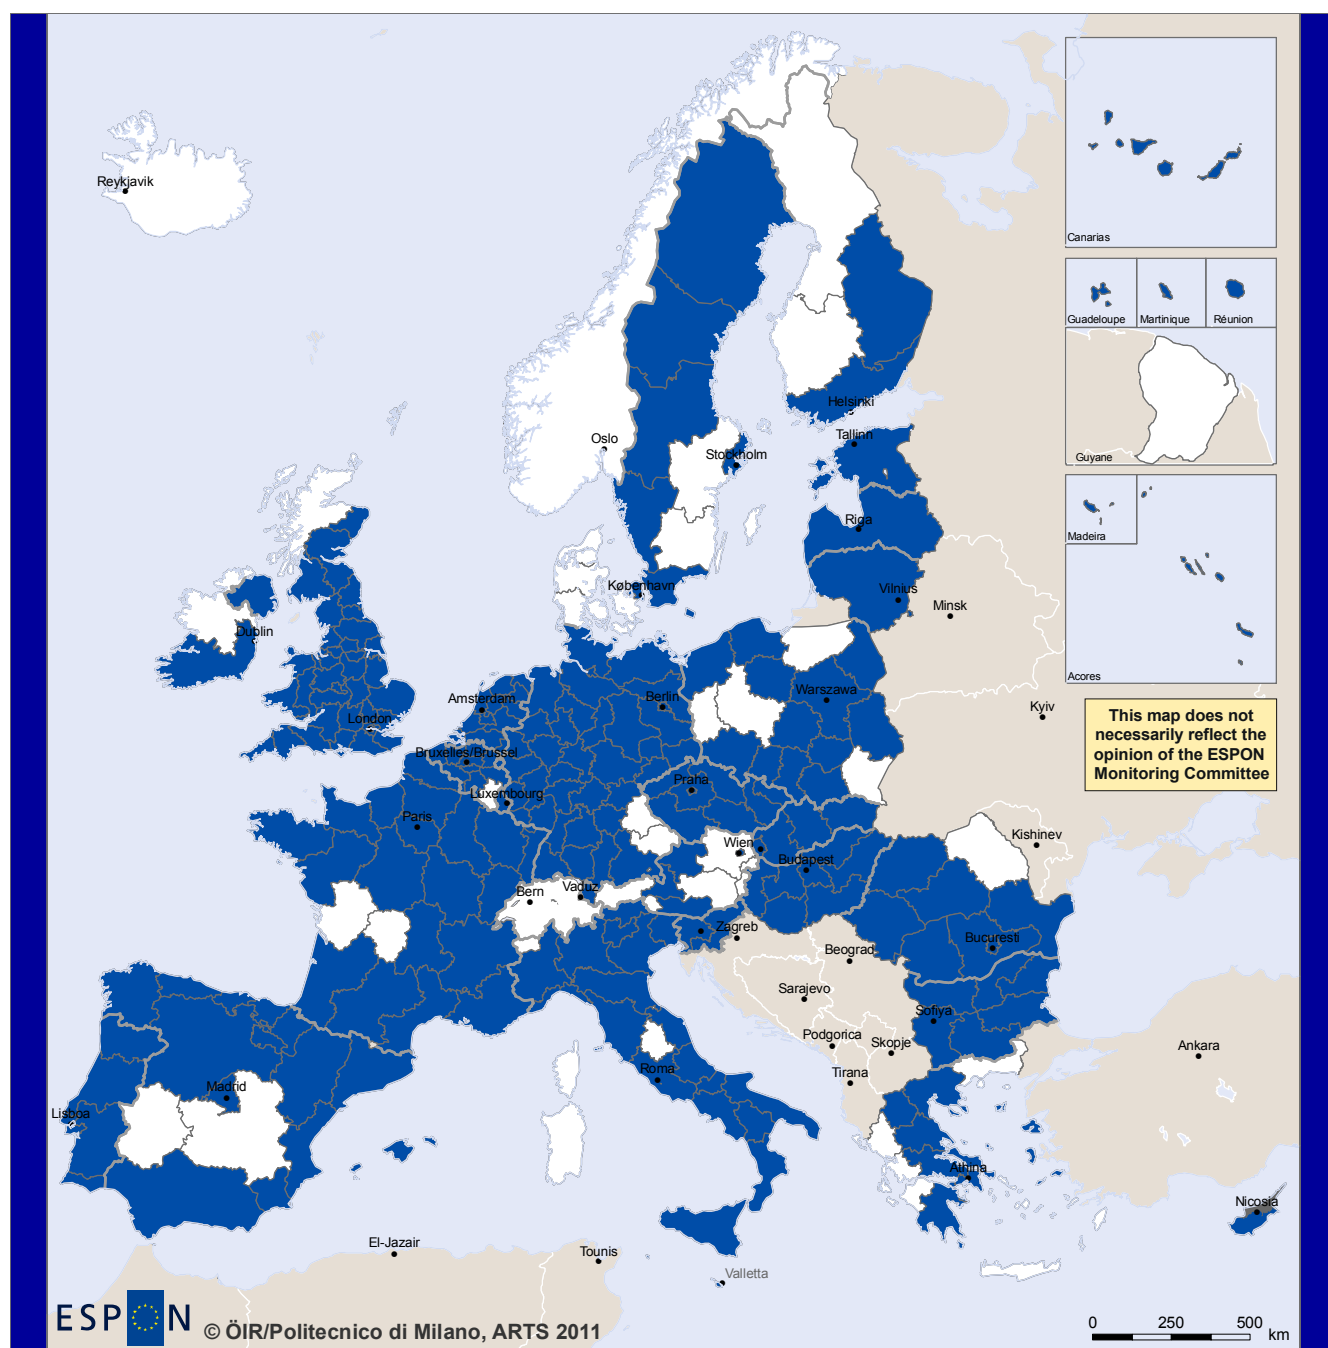 Reykjavik
Canarias
Guadeloupe
Martinique
Réunion
Guyane
Madeira
Acores
Oslo
Helsinki
Tallinn
Stockholm
Riga
København
Vilnius
Minsk
Dublin
Amsterdam
Berlin
Warszawa
London
Kyiv
This map does not
necessarily reflect the
opinion of the ESPON
Monitoring Committee
Bruxelles/Brussel
Praha
Luxembourg
Paris
Kishinev
Wien
Budapest
Bern
Vaduz
Zagreb
Bucuresti
Beograd
Sarajevo
Sofiya
Podgorica
Skopje
Ankara
Roma
Tirana
Madrid
Lisboa
Athina
Nicosia
El-Jazair
Tounis
Valletta
ESPON
© ÖIR/Politecnico di Milano, ARTS 2011
0 250 500
km